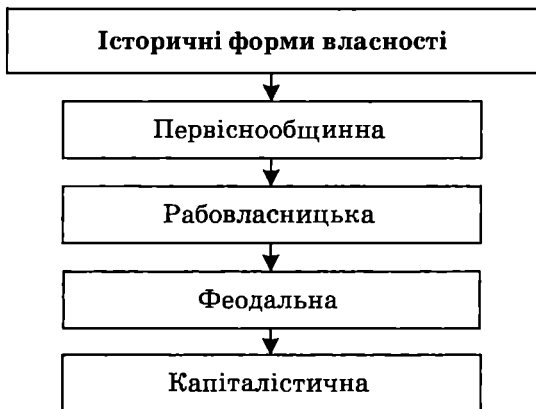 Історичні форми власності
Первіснообщинна
Рабовласницька
Феодальна
Капіталістична